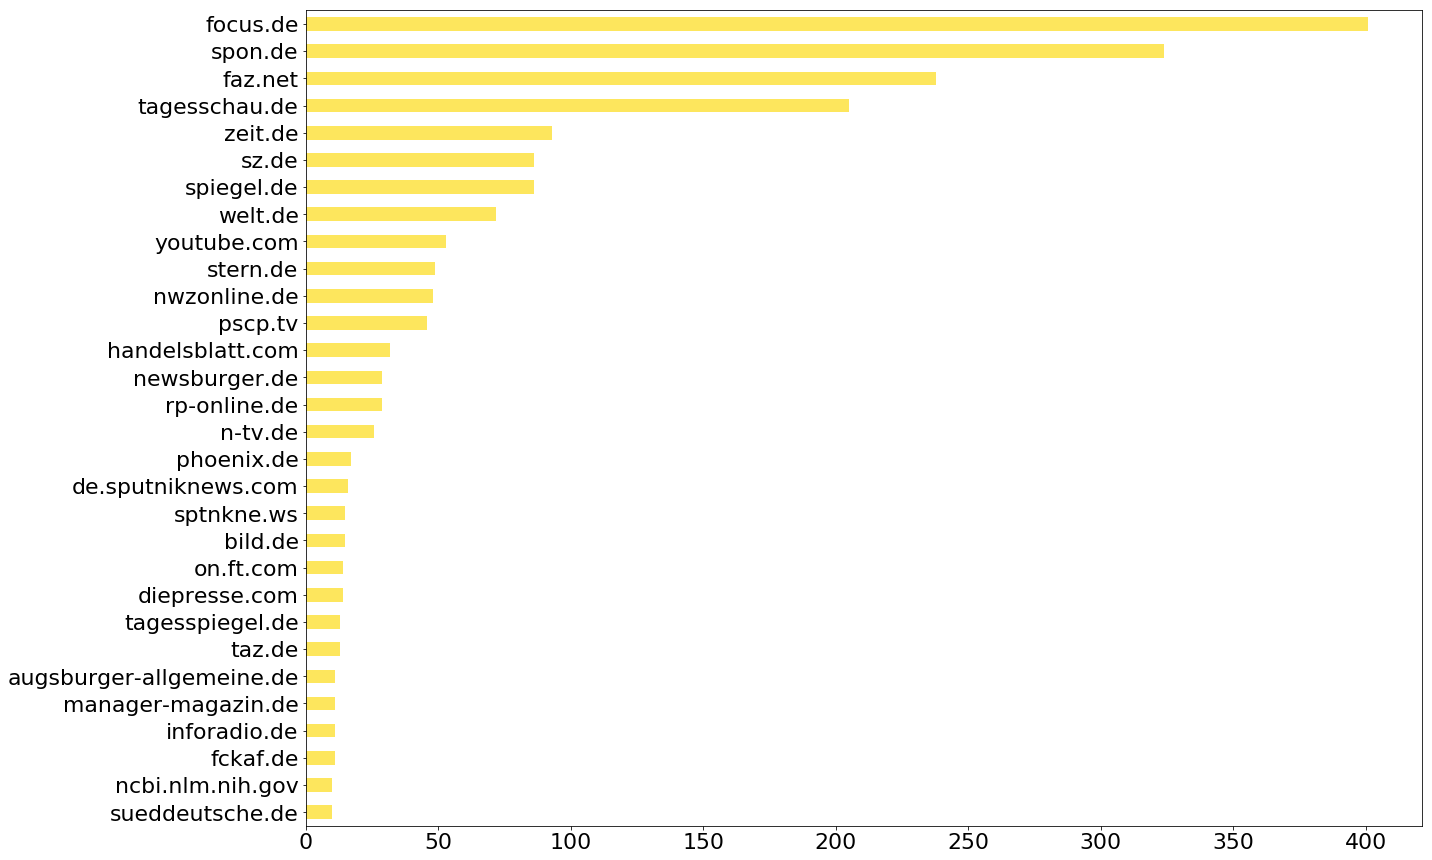 focus.de
spon.de
faz.net
tagesschau.de
zeit.de
sz.de
spiegel.de
welt.de
youtube.com
stern.de
nwzonline.de
pscp.tv
handelsblatt.com
newsburger.de
rp-online.de
n-tv.de
phoenix.de
de.sputniknews.com
sptnkne.ws
bild.de
on.ft.com
diepresse.com
tagesspiegel.de
taz.de
augsburger-allgemeine.de
manager-magazin.de
inforadio.de
fckaf.de
ncbi.nlm.nih.gov
sueddeutsche.de
0 50 100 150 200 250 300 350 400